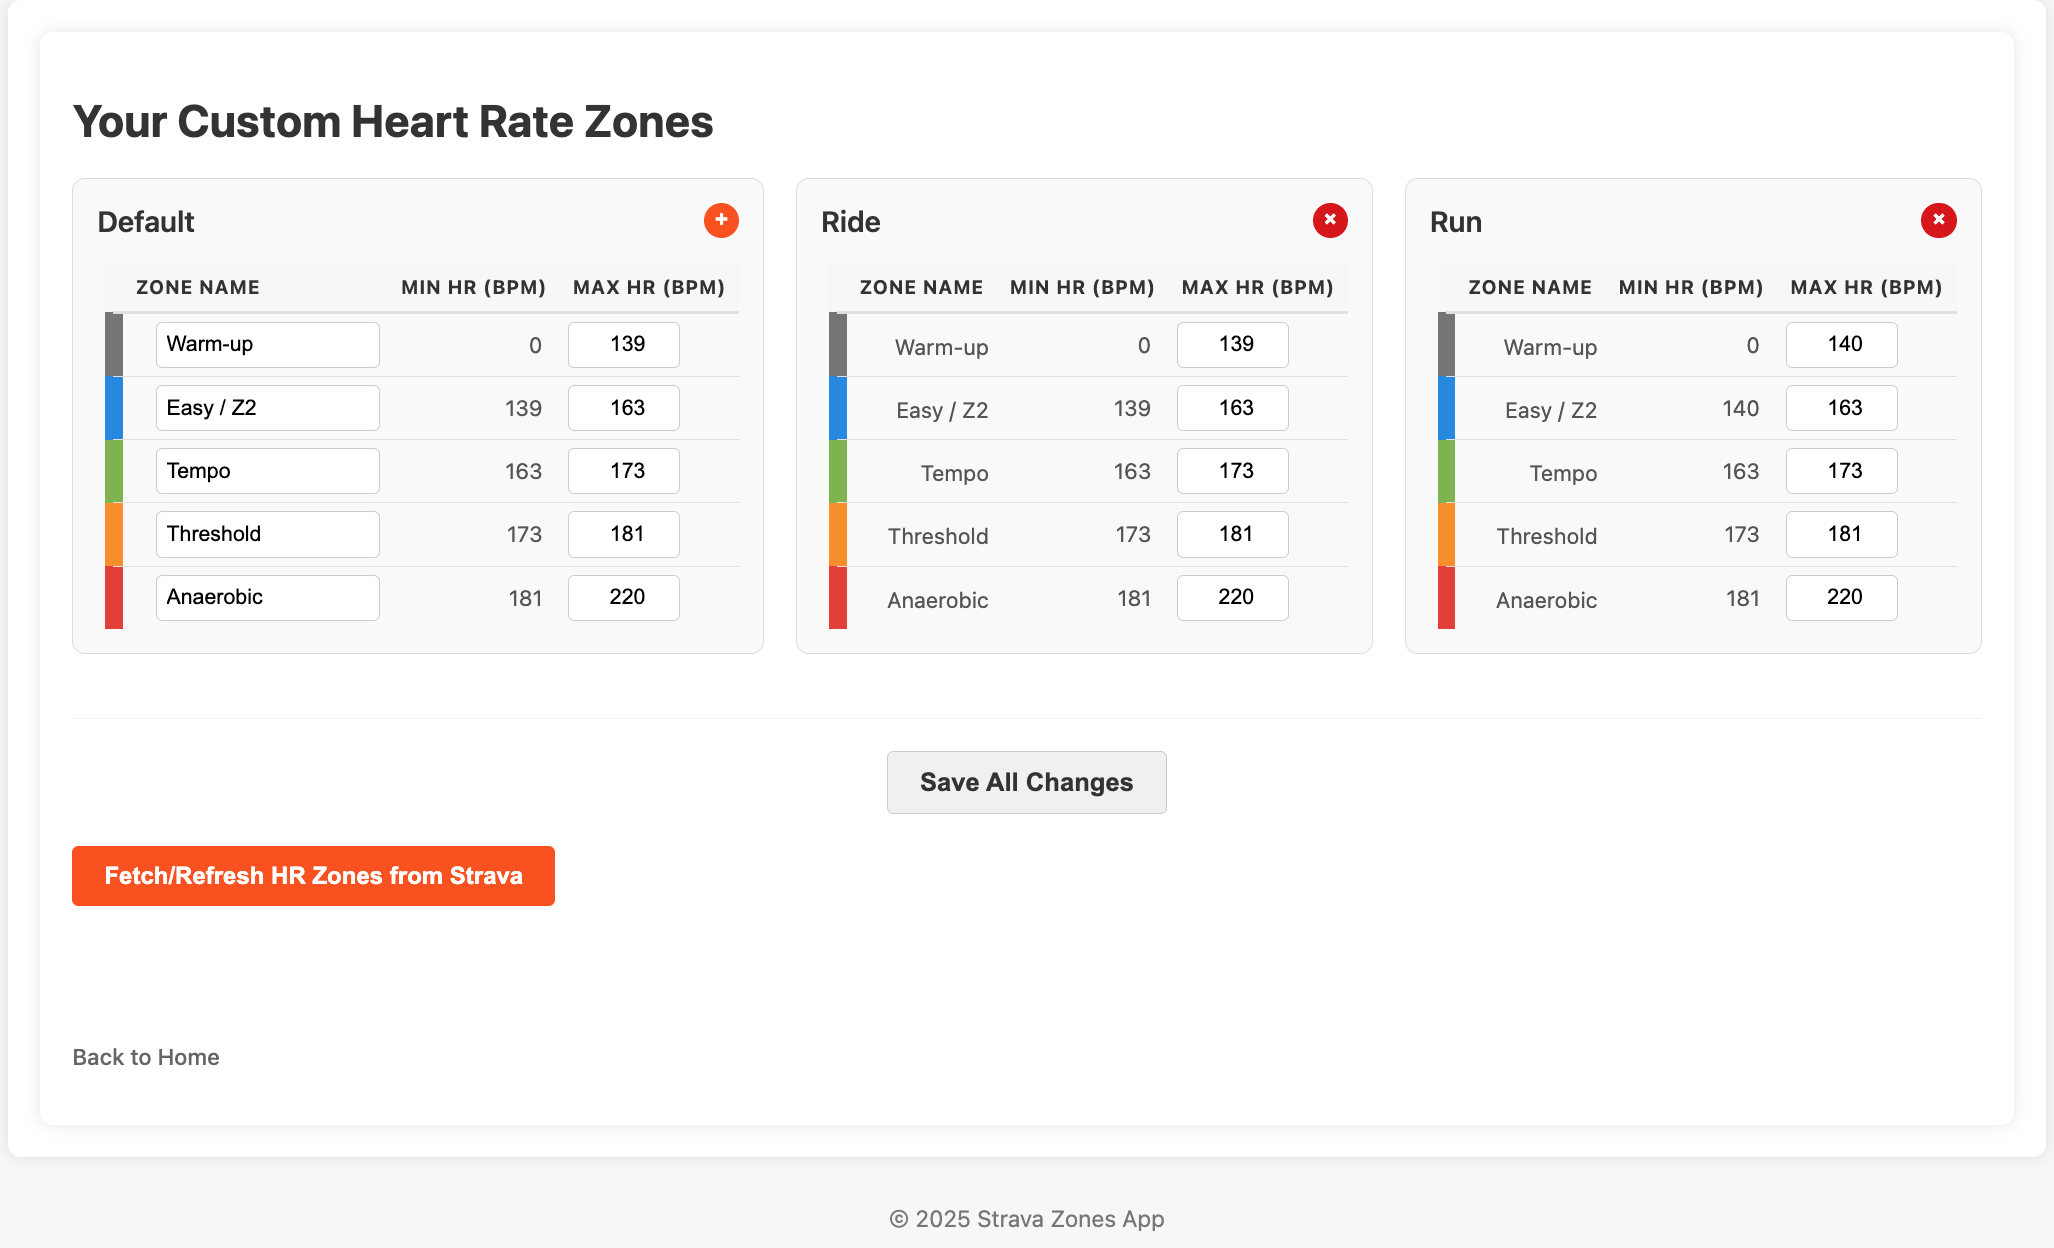 Your Custom Heart Rate Zones
Default
ZONE NAME MIN HR (BPM) MAX HR (BPM)
Warm-up 0 139
Easy / Z2 139 163
Tempo 163 173
Threshold 173 181
Anaerobic 181 220
Ride
ZONE NAME MIN HR (BPM) MAX HR (BPM)
Warm-up 0 139
Easy / Z2 139 163
Tempo 163 173
Threshold 173 181
Anaerobic 181 220
Run
ZONE NAME MIN HR (BPM) MAX HR (BPM)
Warm-up 0 140
Easy / Z2 140 163
Tempo 163 173
Threshold 173 181
Anaerobic 181 220
Save All Changes
Fetch/Refresh HR Zones from Strava
Back to Home
© 2025 Strava Zones App